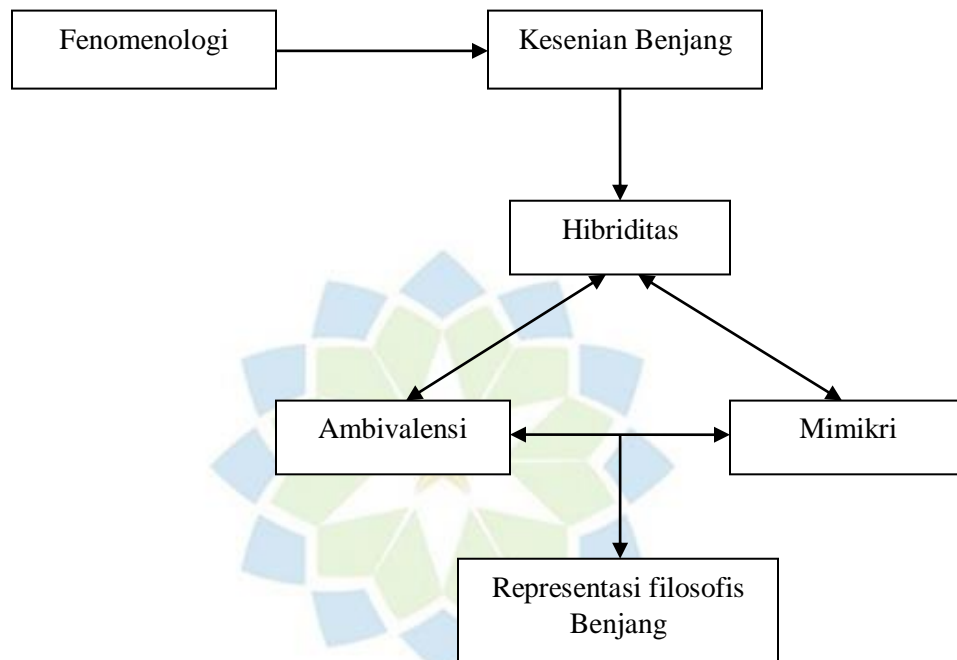 Fenomenologi
Kesenian Benjang
Hibriditas
Ambivalensi
Mimikri
Representasi filosofis
Benjang